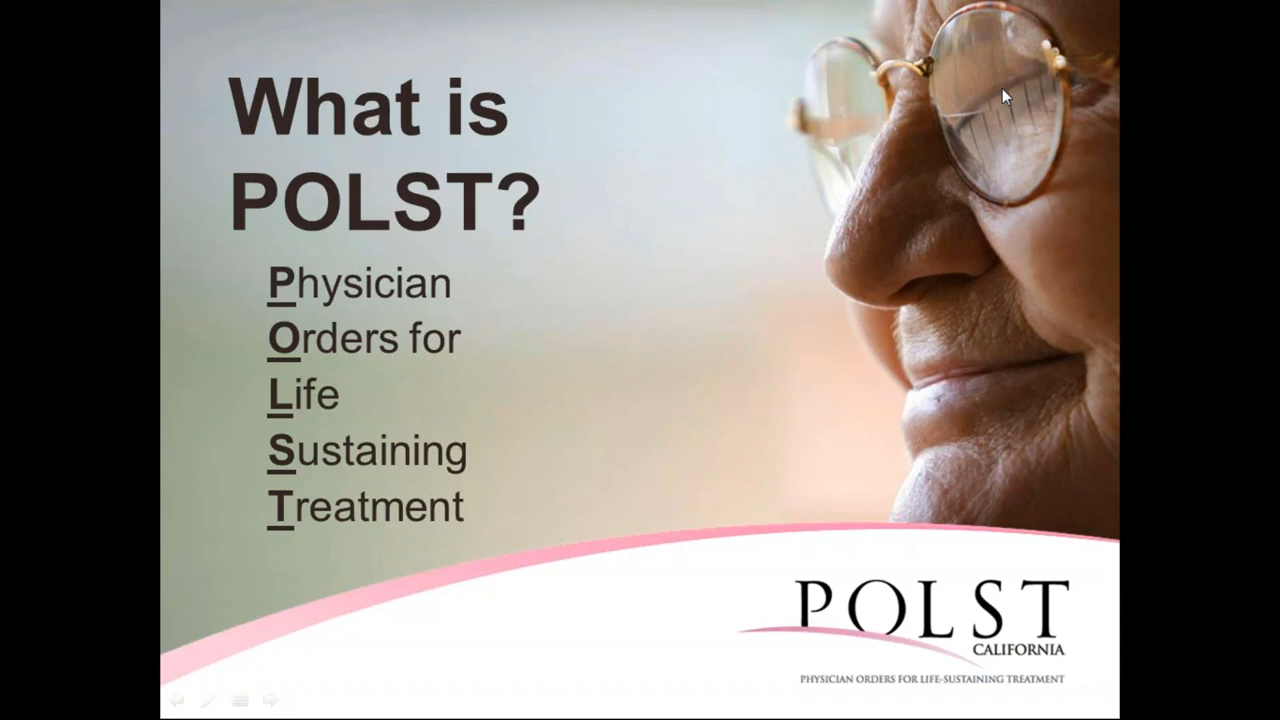 What is
POLST?
Physician
Orders for
Life
Sustaining
Treatment
POLST
CALIFORNIA
PHYSICIAN ORDERS FOR LIFE-SUSTAINING TREATMENT